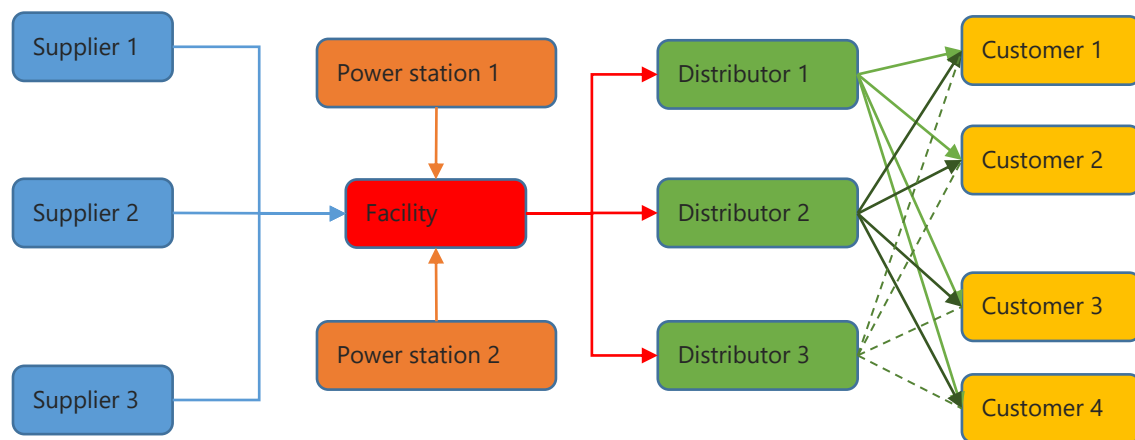 Supplier 1
Supplier 2
Supplier 3
Power station 1
Facility
Power station 2
Distributor 1
Distributor 2
Distributor 3
Customer 1
Customer 2
Customer 3
Customer 4